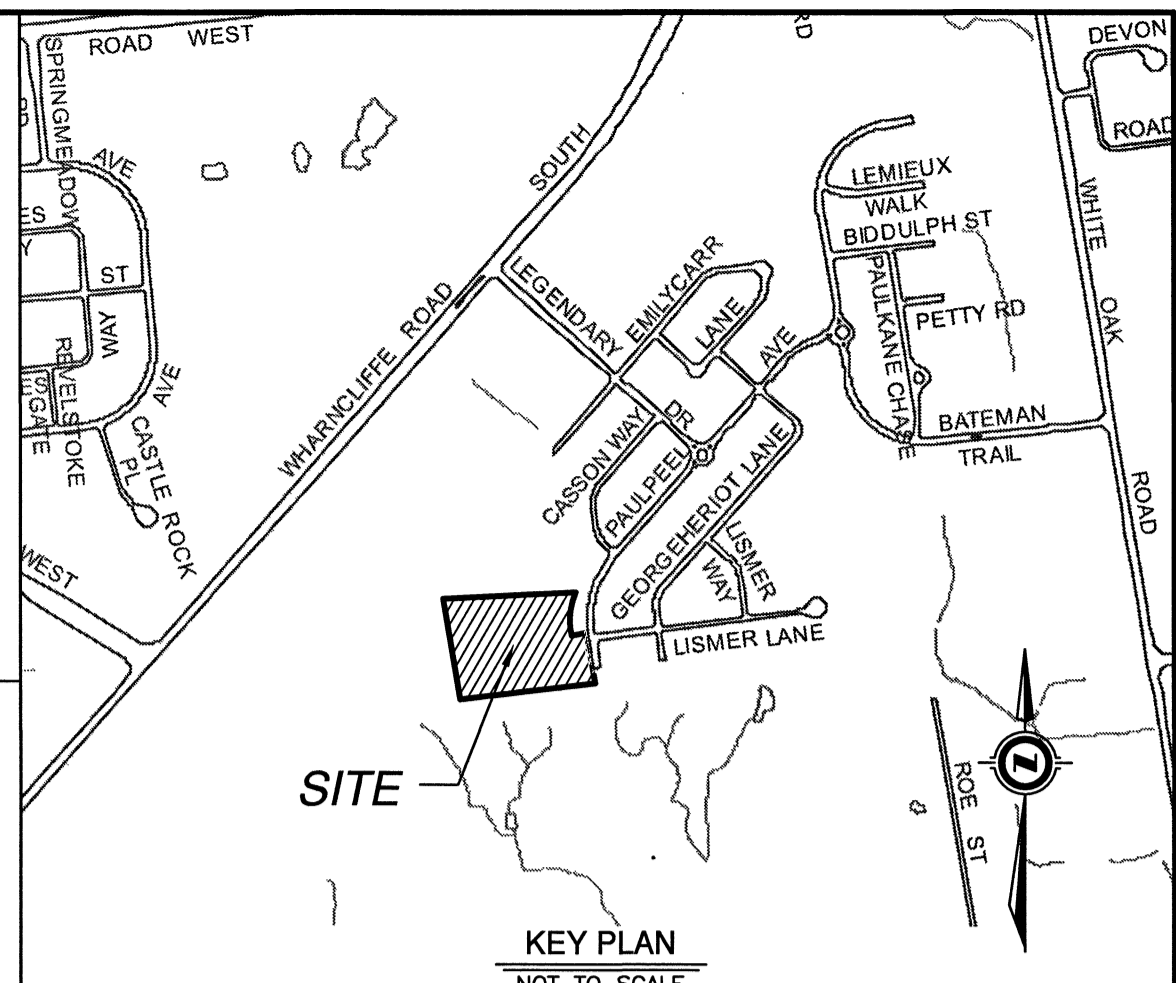 ROAD WEST
SPRINGMEADOW
AVE
ST
WAY
REVELSTOKE
GATE
AVE
CASTLE ROCK
PL
WEST
WHARNCLIFFE ROAD
SOUTH
RD
DEVON
ROAD
LEMIEUX
WALK
BIDDULPH ST
PAULKANE CHASE
PETTY RD
WHITE
OAK
ROAD
BATEMAN
TRAIL
LEGENDARY
DR
EMILYCARR
LANE
AVE
CASSON WAY
PAULPEEL
GEORGEHERIOT LANE
LISMER
WAY
LISMER LANE
SITE
ROE ST
KEY PLAN
NOT TO SCALE